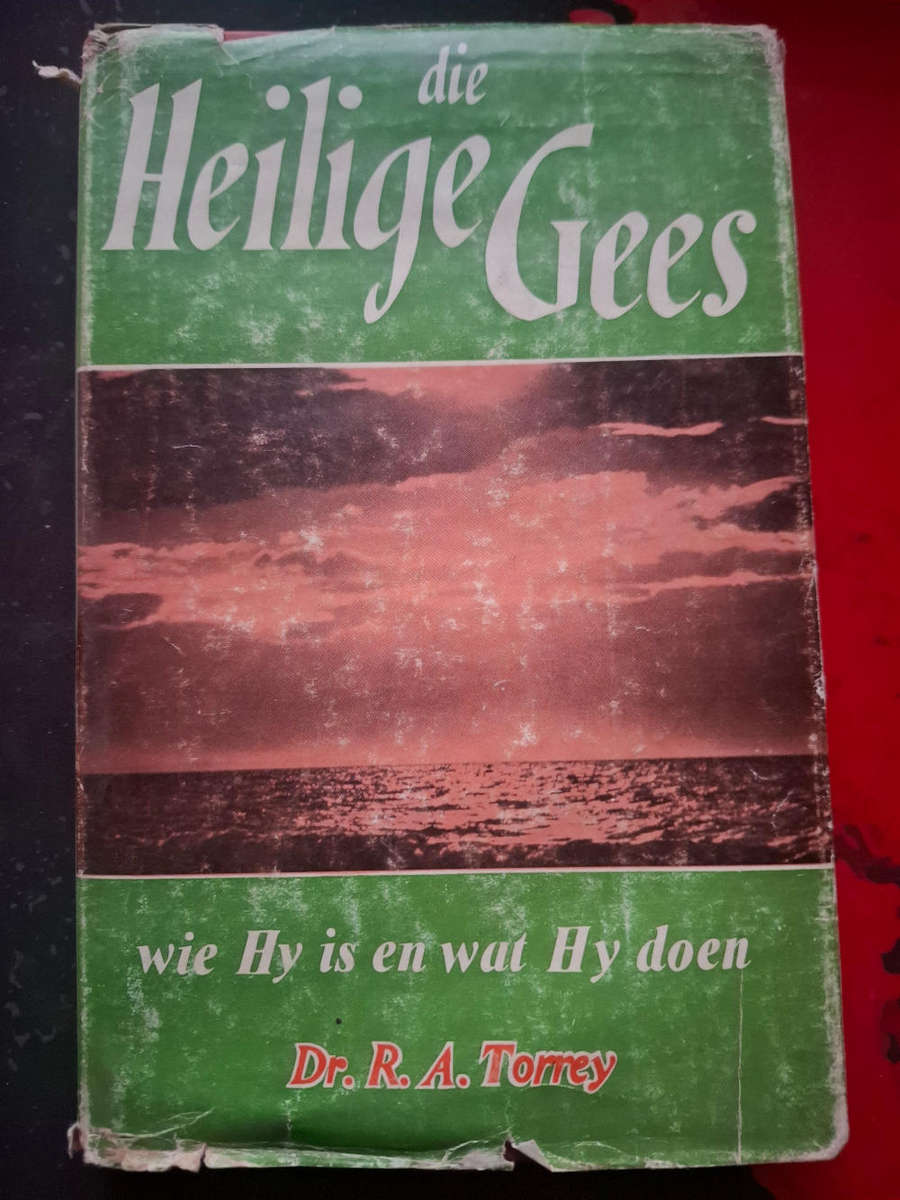 die
Heilige
Gees
wie Hy is en wat Hy doen
Dr. R. A. Torrey